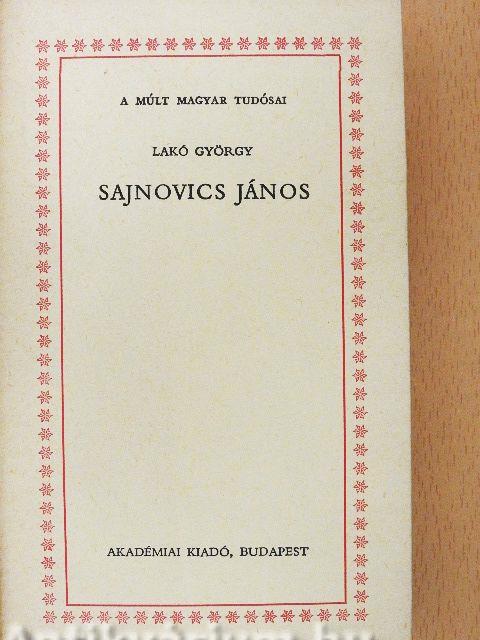 A MÚLT MAGYAR TUDÓSAI
LAKÓ GYÖRGY
SAJNOVICS JÁNOS
AKADÉMIAI KIADÓ, BUDAPEST